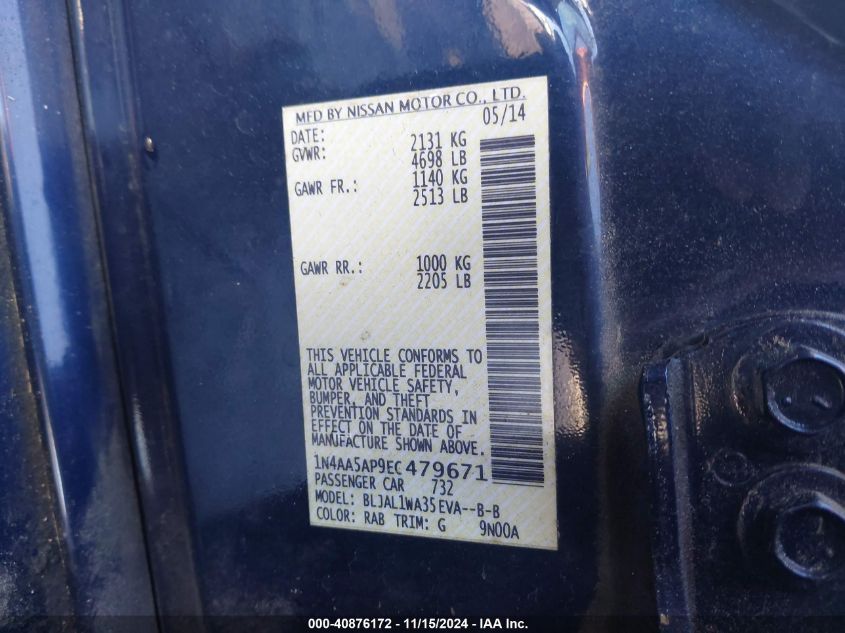 MFD BY NISSAN MOTOR CO., LTD.
DATE: 05/14
GVWR: 2131 KG
4698 LB
GAWR FR.: 1140 KG
2513 LB
GAWR RR.: 1000 KG
2205 LB
THIS VEHICLE CONFORMS TO
ALL APPLICABLE FEDERAL
MOTOR VEHICLE SAFETY,
BUMPER, AND THEFT
PREVENTION STANDARDS IN
EFFECT ON THE DATE OF
MANUFACTURE SHOWN ABOVE.
1N4AA5AP9EC479671
PASSENGER CAR 732
MODEL: BLJAL1WA35EVA--B-B
COLOR: RAB TRIM: G 9N00A
000-40876172 - 11/15/2024 - IAA Inc.